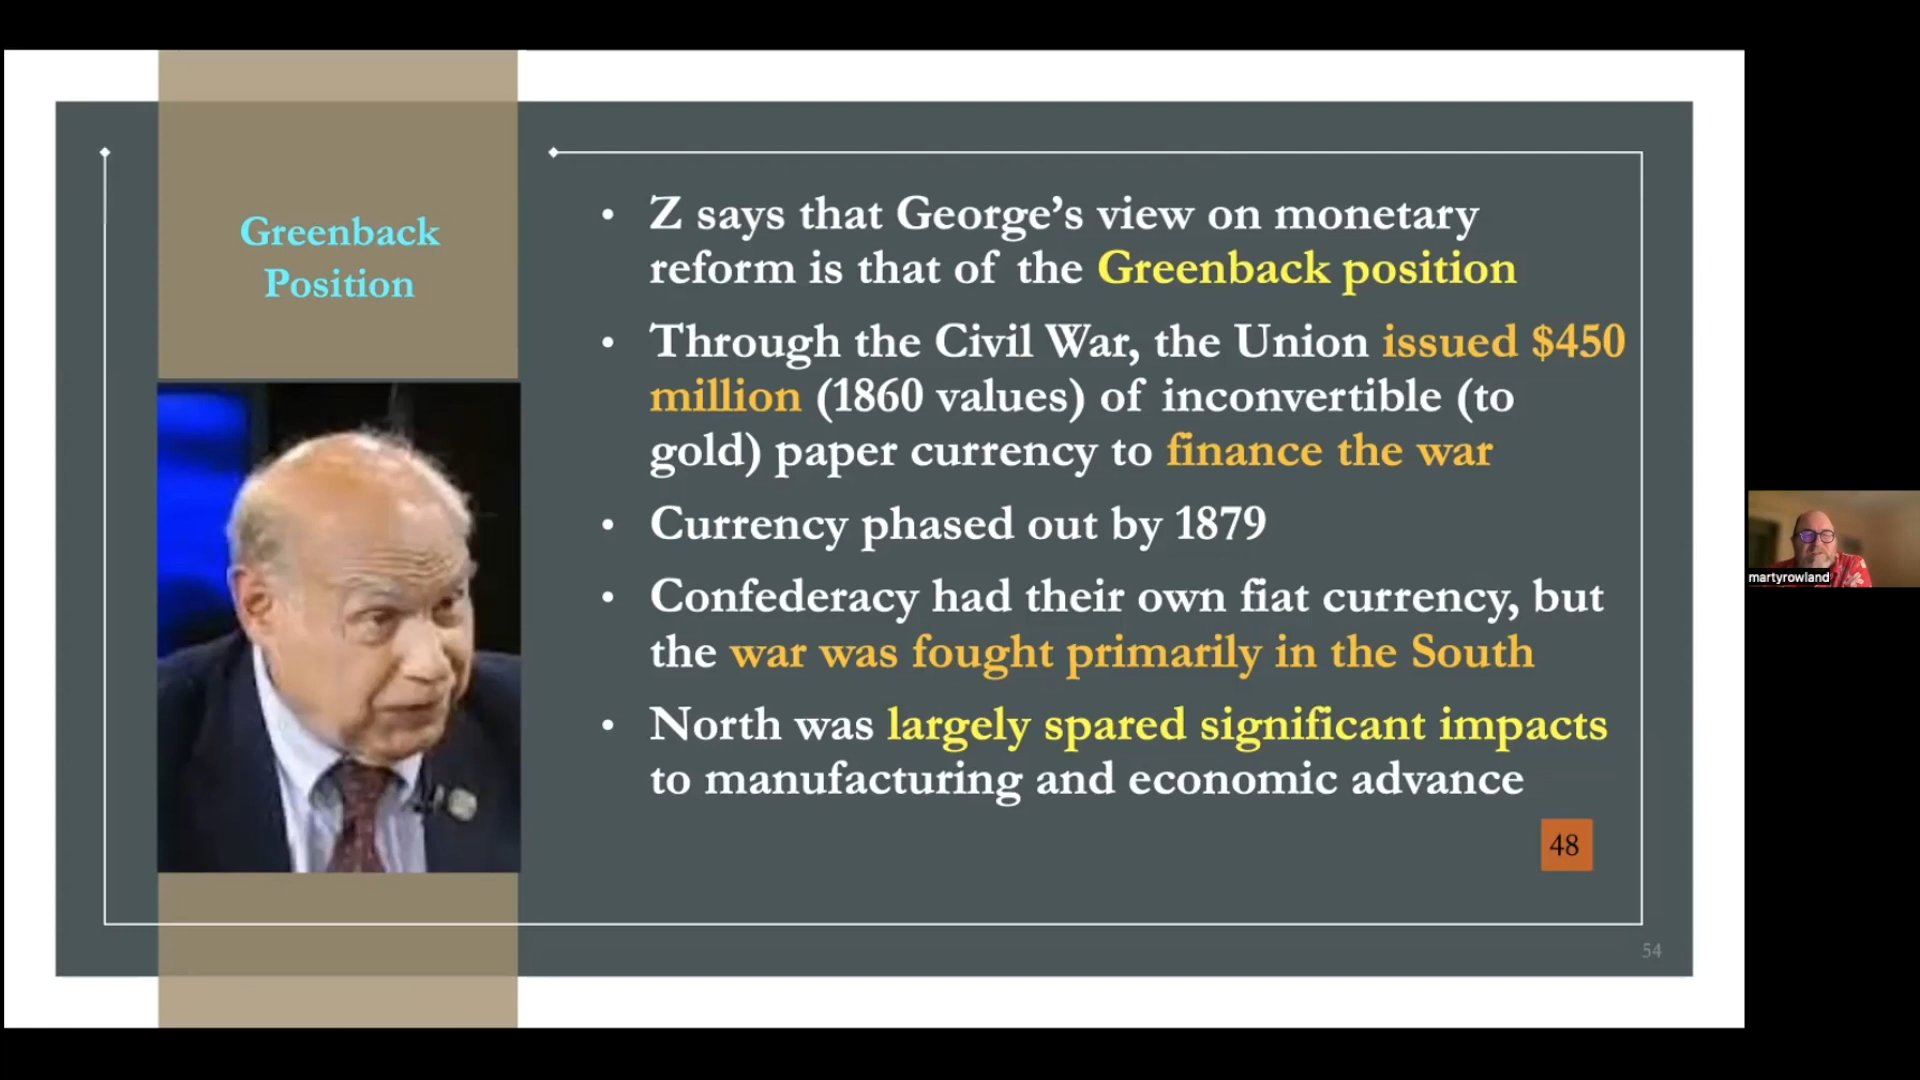 Greenback
Position
• Z says that George’s view on monetary
reform is that of the Greenback position
• Through the Civil War, the Union issued $450
million (1860 values) of inconvertible (to
gold) paper currency to finance the war
• Currency phased out by 1879
• Confederacy had their own fiat currency, but
the war was fought primarily in the South
• North was largely spared significant impacts
to manufacturing and economic advance
48
54
martyrowland